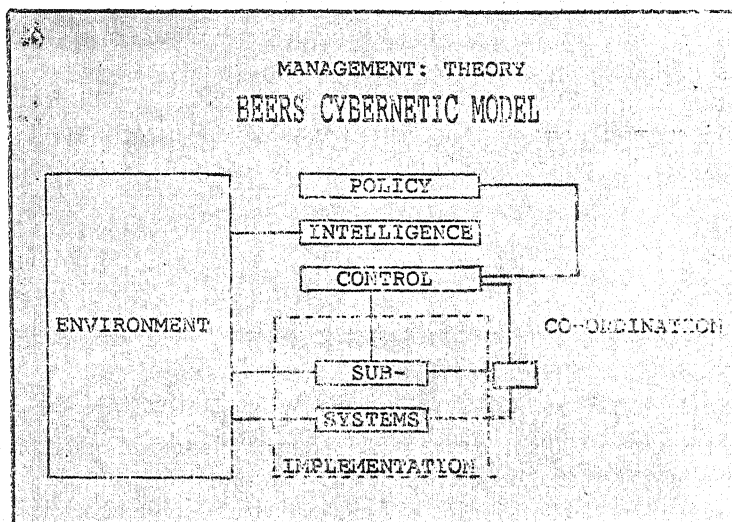 MANAGEMENT: THEORY
BEERS CYBERNETIC MODEL
POLICY
INTELLIGENCE
CONTROL
ENVIRONMENT
CO-ORDINATION
SUB-
SYSTEMS
IMPLEMENTATION